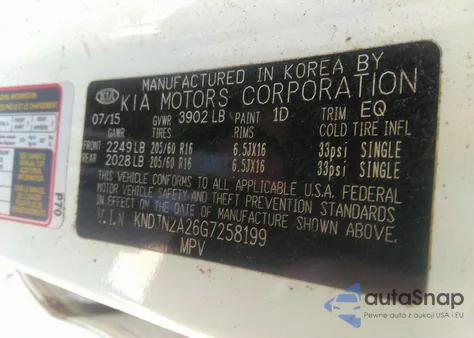 MANUFACTURED IN KOREA BY
KIA
KIA MOTORS CORPORATION
07/15 GVWR 3902 LB PAINT 1D TRIM EQ
GAWR TIRES RIMS COLD TIRE INFL
FRONT 2249 LB 205/60 R16 6.5JX16 33psi SINGLE
REAR 2028 LB 205/60 R16 6.5JX16 33psi SINGLE
THIS VEHICLE CONFORMS TO ALL APPLICABLE U.S.A. FEDERAL
MOTOR VEHICLE SAFETY AND THEFT PREVENTION STANDARDS
IN EFFECT ON THE DATE OF MANUFACTURE SHOWN ABOVE.
V.I.N KNDJN2A26G7258199
MPV
P70
autoSnap
Pewne auta z aukcji USA i EU